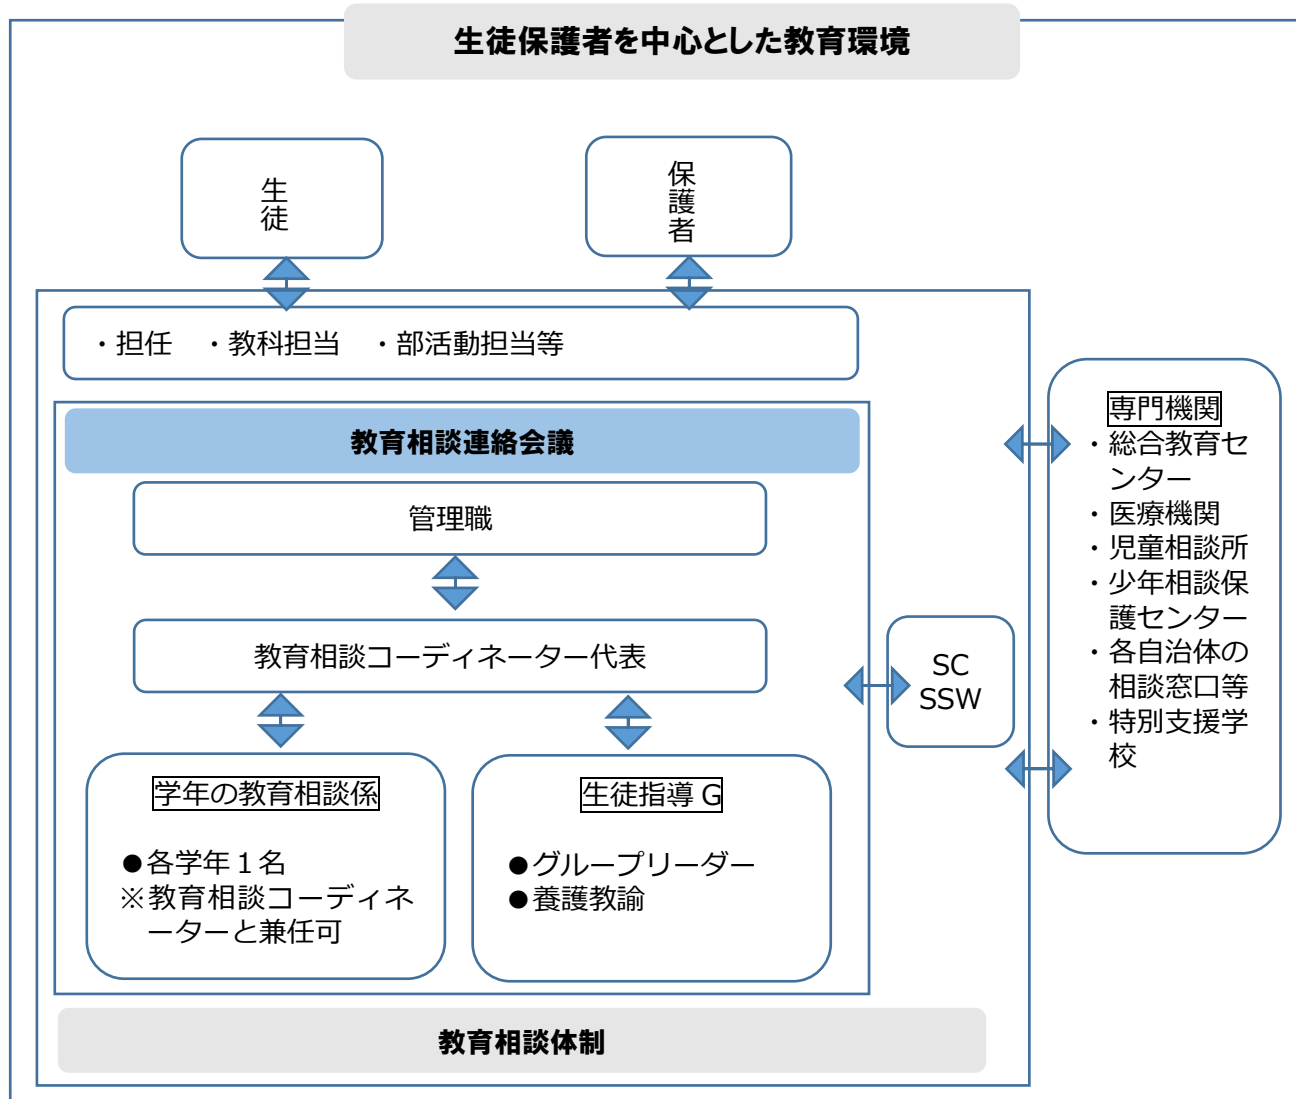 生徒保護者を中心とした教育環境
生徒
保護者
・担任　・教科担当　・部活動担当等
教育相談連絡会議
管理職
教育相談コーディネーター代表
学年の教育相談係
●各学年１名
※教育相談コーディネ
ーターと兼任可
生徒指導 G
●グループリーダー
●養護教諭
SC
SSW
専門機関
・総合教育セ
ンター
・医療機関
・児童相談所
・少年相談保
護センター
・各自治体の
相談窓口等
・特別支援学
校
教育相談体制